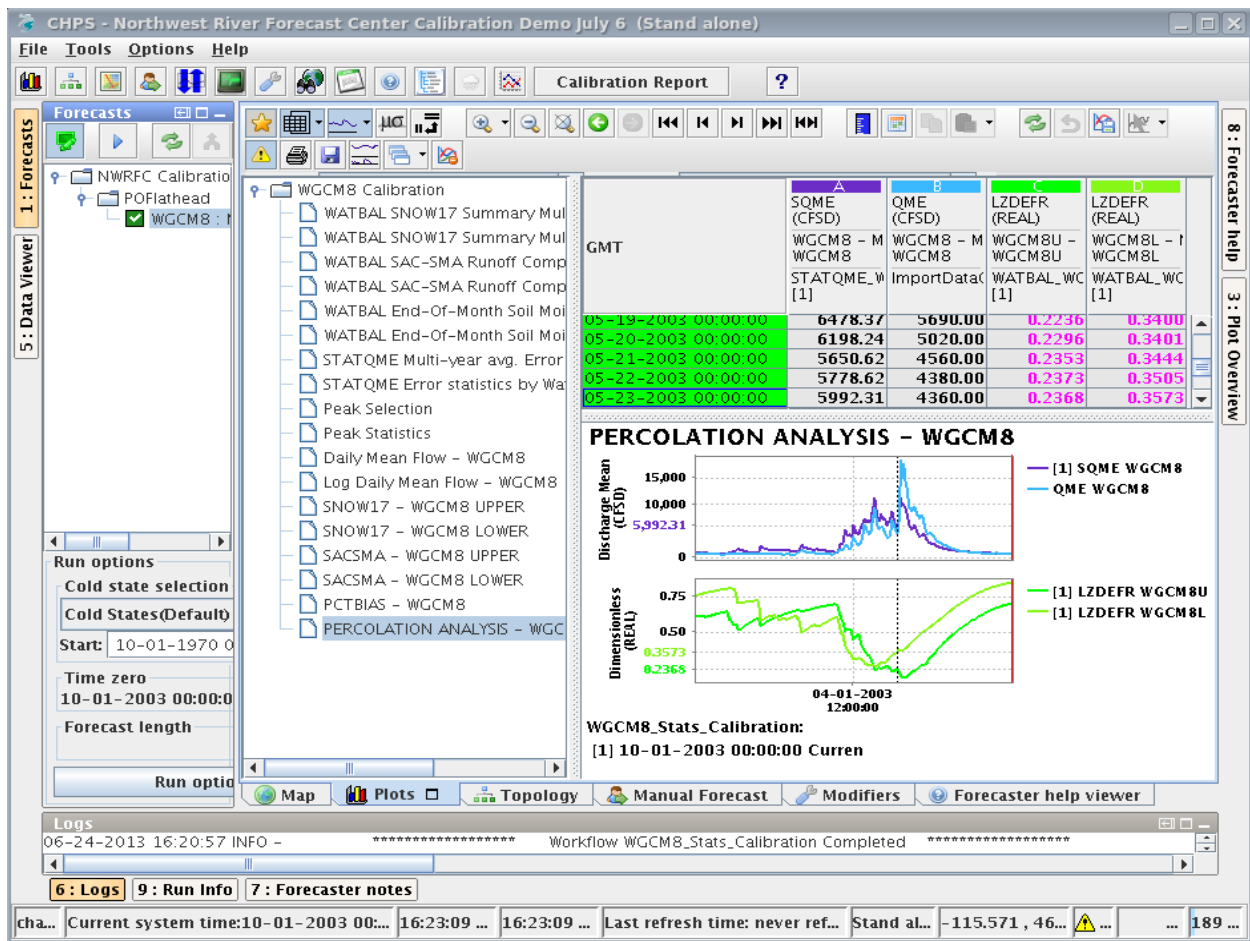 CHPS - Northwest River Forecast Center Calibration Demo July 6 (Stand alone)
File Tools Options Help
Calibration Report ?
1 : Forecasts
5 : Data Viewer
Forecasts
NWRFC Calibratio
POFlathead
WGCM8 :
Run options
Cold state selection
Cold States(Default)
Start: 10-01-1970 0
Time zero
10-01-2003 00:00:0
Forecast length
Run optio
μσ
WGCM8 Calibration
WATBAL SNOW17 Summary Mul
WATBAL SNOW17 Summary Mul
WATBAL SAC-SMA Runoff Comp
WATBAL SAC-SMA Runoff Comp
WATBAL End-Of-Month Soil Moi
WATBAL End-Of-Month Soil Moi
STATQME Multi-year avg. Error
STATQME Error statistics by Wa
Peak Selection
Peak Statistics
Daily Mean Flow - WGCM8
Log Daily Mean Flow - WGCM8
SNOW17 - WGCM8 UPPER
SNOW17 - WGCM8 LOWER
SACSMA - WGCM8 UPPER
SACSMA - WGCM8 LOWER
PCTBIAS - WGCM8
PERCOLATION ANALYSIS - WGC
A B C D
SQME QME LZDEFR LZDEFR
(CFSD) (CFSD) (REAL) (REAL)
GMT
WGCM8 - M WGCM8 - M WGCM8U - WGCM8L -
WGCM8 WGCM8 WGCM8U WGCM8L
STATQME_W ImportData( WATBAL_WC WATBAL_WC
[1] [1] [1]
05-19-2003 00:00:00 6478.37 5690.00 0.2236 0.3400
05-20-2003 00:00:00 6198.24 5020.00 0.2296 0.3401
05-21-2003 00:00:00 5650.62 4560.00 0.2353 0.3444
05-22-2003 00:00:00 5778.62 4380.00 0.2373 0.3505
05-23-2003 00:00:00 5992.31 4360.00 0.2368 0.3573
PERCOLATION ANALYSIS - WGCM8
Discharge Mean
(CFSD)
15,000
10,000
5,992.31
0
[1] SQME WGCM8
QME WGCM8
Dimensionless
(REAL)
0.75
0.50
0.3573
0.2368
[1] LZDEFR WGCM8U
[1] LZDEFR WGCM8L
04-01-2003
12:00:00
WGCM8_Stats_Calibration:
[1] 10-01-2003 00:00:00 Curren
8 : Forecaster help
3 : Plot Overview
Map Plots Topology Manual Forecast Modifiers Forecaster help viewer
Logs
06-24-2013 16:20:57 INFO - ****************** Workflow WGCM8_Stats_Calibration Completed ******************
6 : Logs 9 : Run Info 7 : Forecaster notes
cha... Current system time:10-01-2003 00:... 16:23:09 ... 16:23:09 ... Last refresh time: never ref... Stand al... -115.571 , 46... ... ... 189 ...